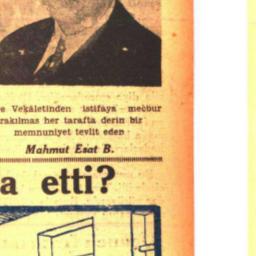 e Vekâletinden istifaya mecbur
rakılmas her tarafta derin bir
memnuniyet tevlit eden
Mahmut Esat B.
a etti?